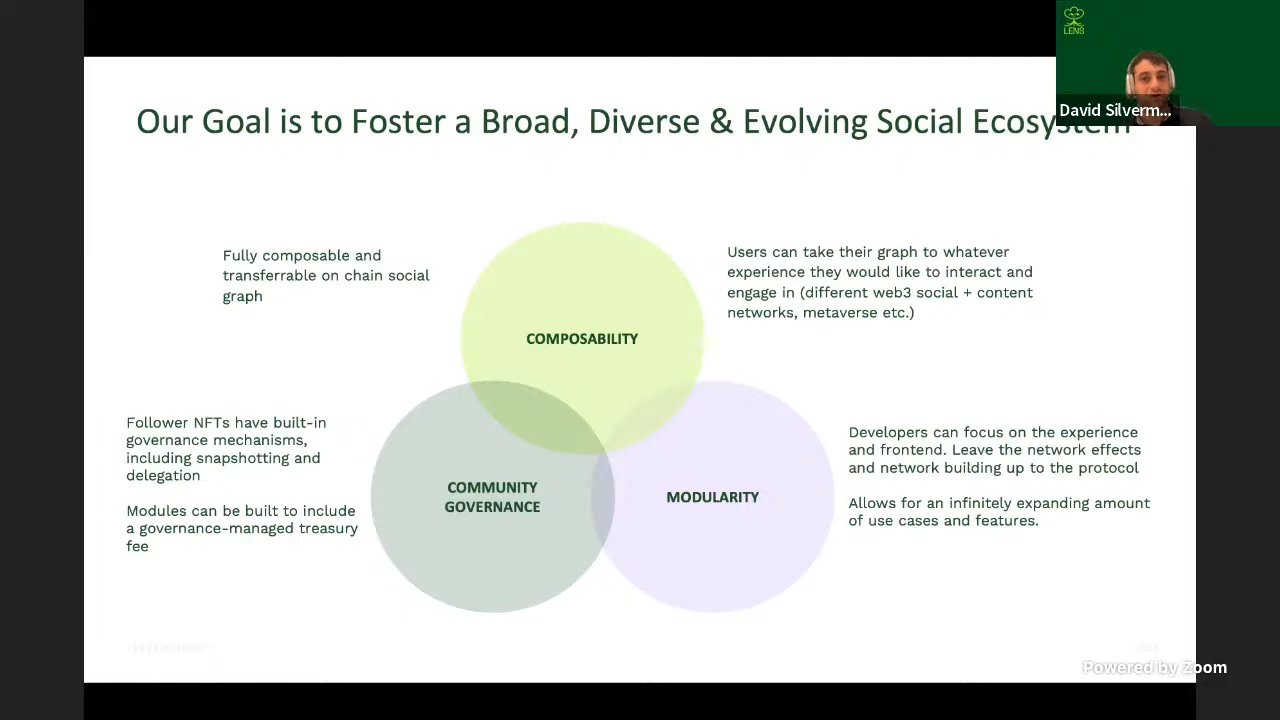 LENS
David Silverm...
Our Goal is to Foster a Broad, Diverse & Evolving Social Ecosystem
Fully composable and
transferrable on chain social
graph
Users can take their graph to whatever
experience they would like to interact and
engage in (different web3 social + content
networks, metaverse etc.)
COMPOSABILITY
Follower NFTs have built-in
governance mechanisms,
including snapshotting and
delegation
Modules can be built to include
a governance-managed treasury
fee
COMMUNITY
GOVERNANCE
MODULARITY
Developers can focus on the experience
and frontend. Leave the network effects
and network building up to the protocol
Allows for an infinitely expanding amount
of use cases and features.
Powered by Zoom